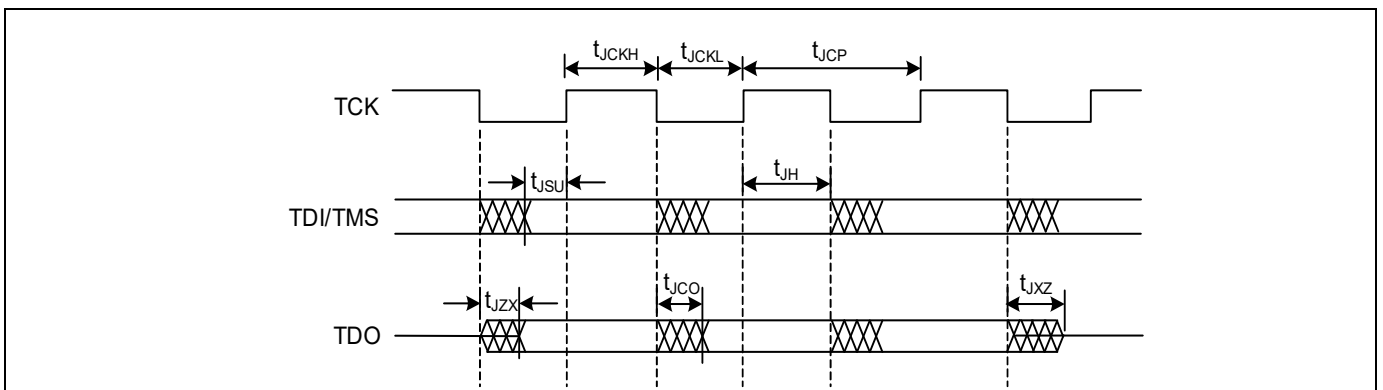 tJCKH tJCKL tJCP
TCK
tJSU tJH
TDI/TMS
tJZX tJCO tJXZ
TDO